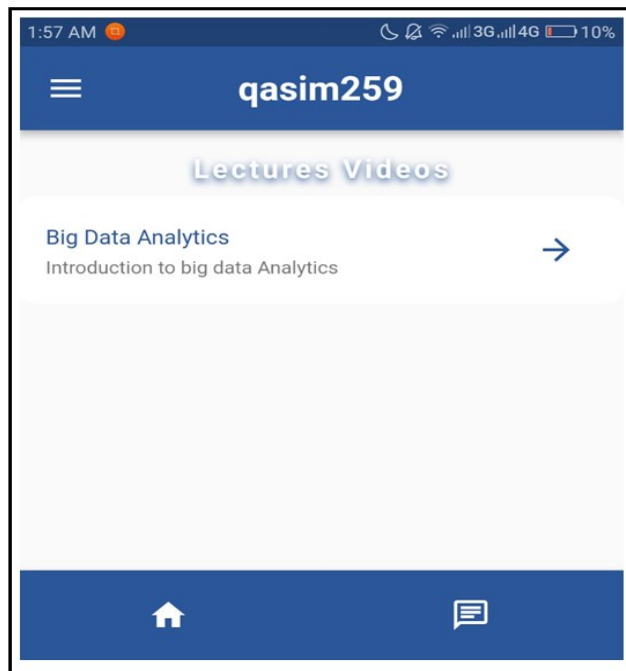 1:57 AM 3G 4G 10%
qasim259
Lectures Videos
Big Data Analytics
Introduction to big data Analytics